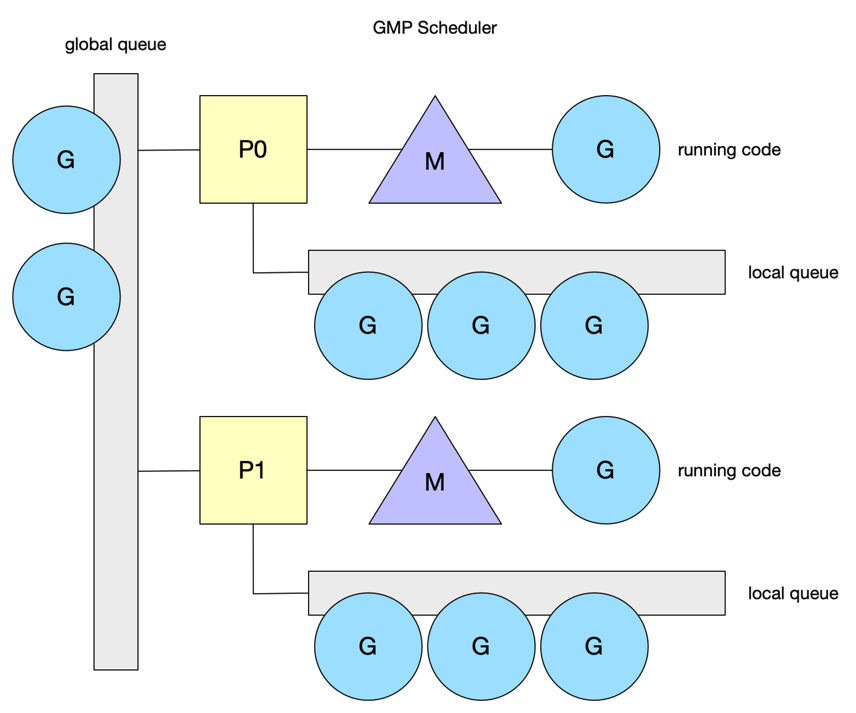 GMP Scheduler
global queue
G
P0
M
G
running code
G
local queue
G
G
G
P1
M
G
running code
local queue
G
G
G